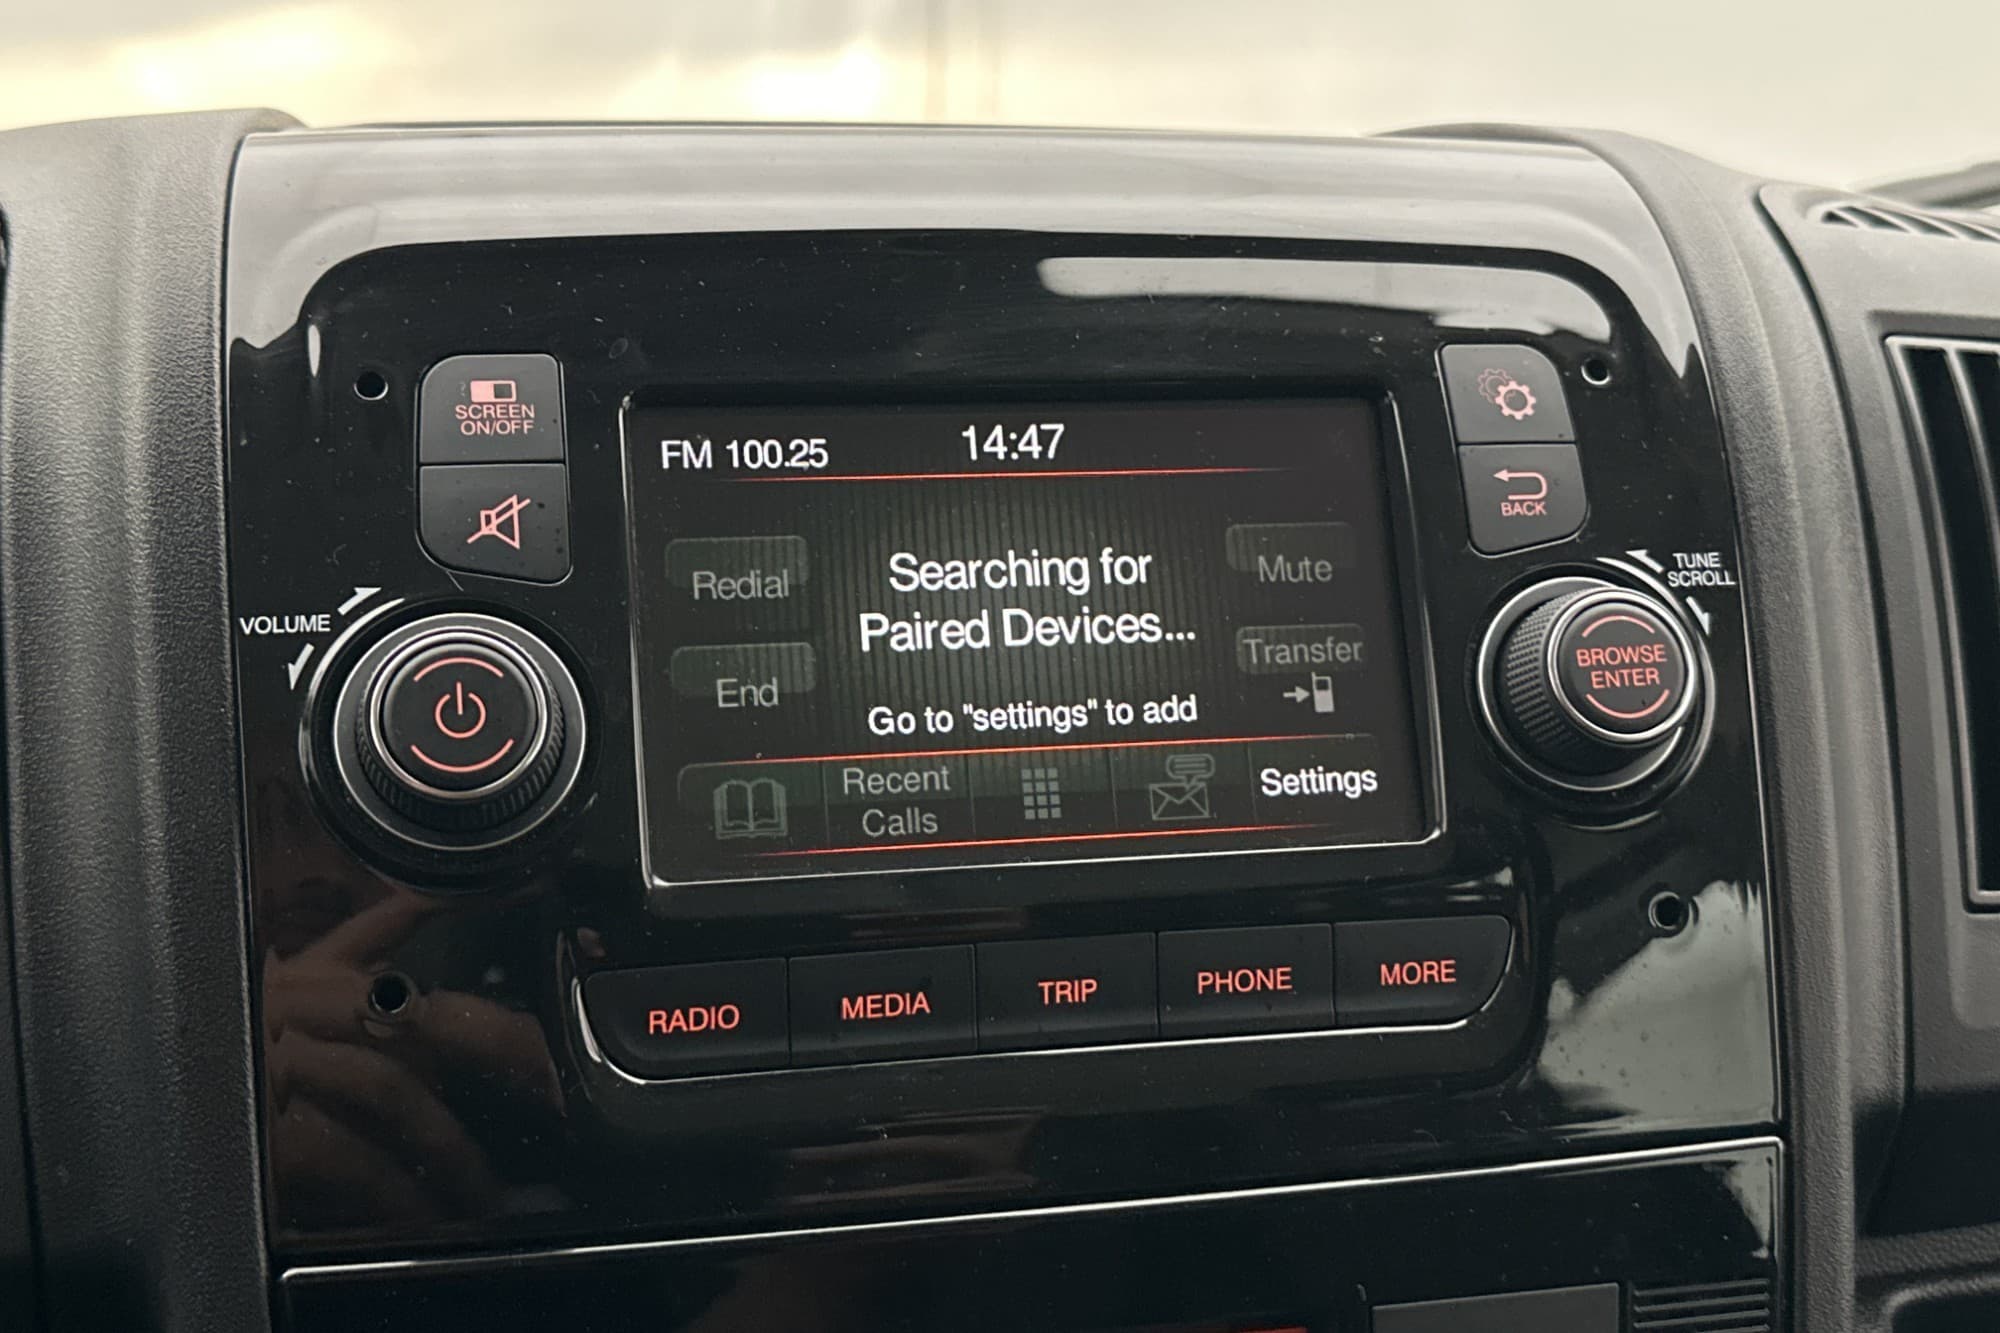 SCREEN
ON/OFF
BACK
VOLUME
TUNE
SCROLL
BROWSE
ENTER
FM 100.25
14:47
Redial
Searching for
Paired Devices...
Mute
Transfer
End
Go to "settings" to add
Recent
Calls
Settings
RADIO
MEDIA
TRIP
PHONE
MORE